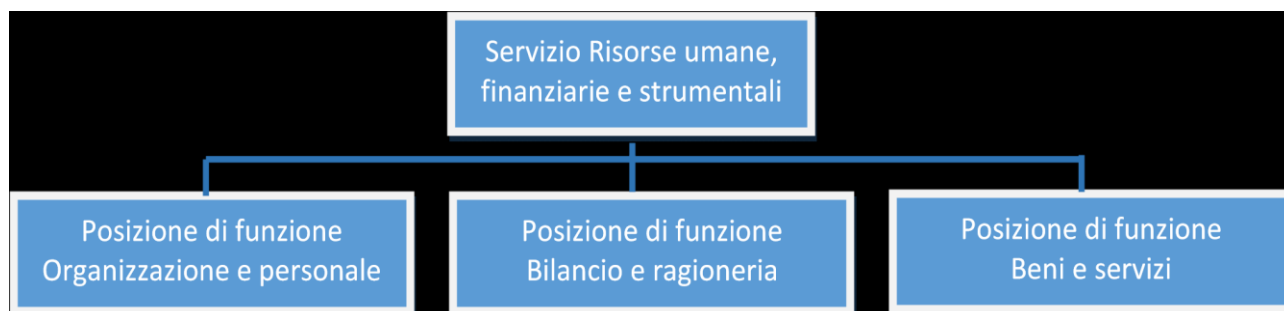 Servizio Risorse umane,
finanziarie e strumentali
Posizione di funzione
Organizzazione e personale
Posizione di funzione
Bilancio e ragioneria
Posizione di funzione
Beni e servizi